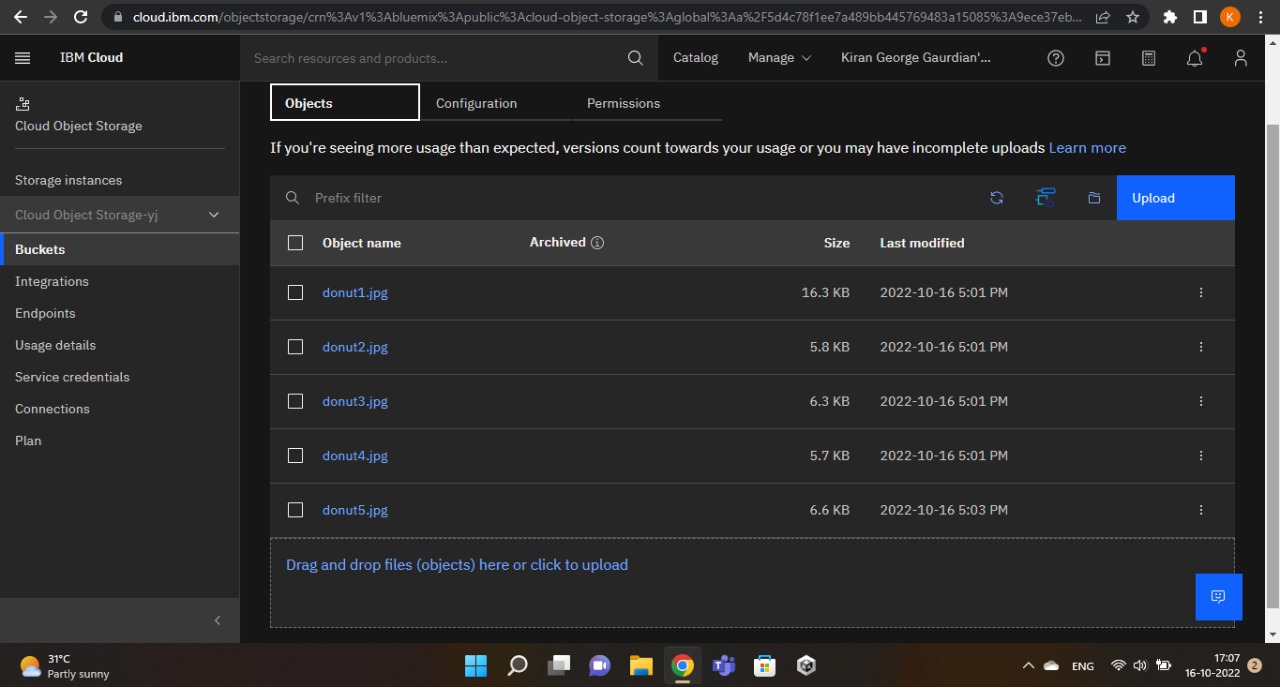 cloud.ibm.com/objectstorage/crn%3Av1%3Abluemix%3Apublic%3Acloud-object-storage%3Aglobal%3Aa%2F5d4c78f1ee7a489bb445769483a15085%3A9ece37eb...
K
IBM Cloud
Search resources and products...
Catalog
Manage
Kiran George Gaurdian'...
Cloud Object Storage
Storage instances
Cloud Object Storage-yj
Buckets
Integrations
Endpoints
Usage details
Service credentials
Connections
Plan
Objects
Configuration
Permissions
If you're seeing more usage than expected, versions count towards your usage or you may have incomplete uploads Learn more
Prefix filter
Upload
Object name Archived Size Last modified
donut1.jpg 16.3 KB 2022-10-16 5:01 PM
donut2.jpg 5.8 KB 2022-10-16 5:01 PM
donut3.jpg 6.3 KB 2022-10-16 5:01 PM
donut4.jpg 5.7 KB 2022-10-16 5:01 PM
donut5.jpg 6.6 KB 2022-10-16 5:03 PM
Drag and drop files (objects) here or click to upload
31°C
Partly sunny
ENG
17:07
16-10-2022
2